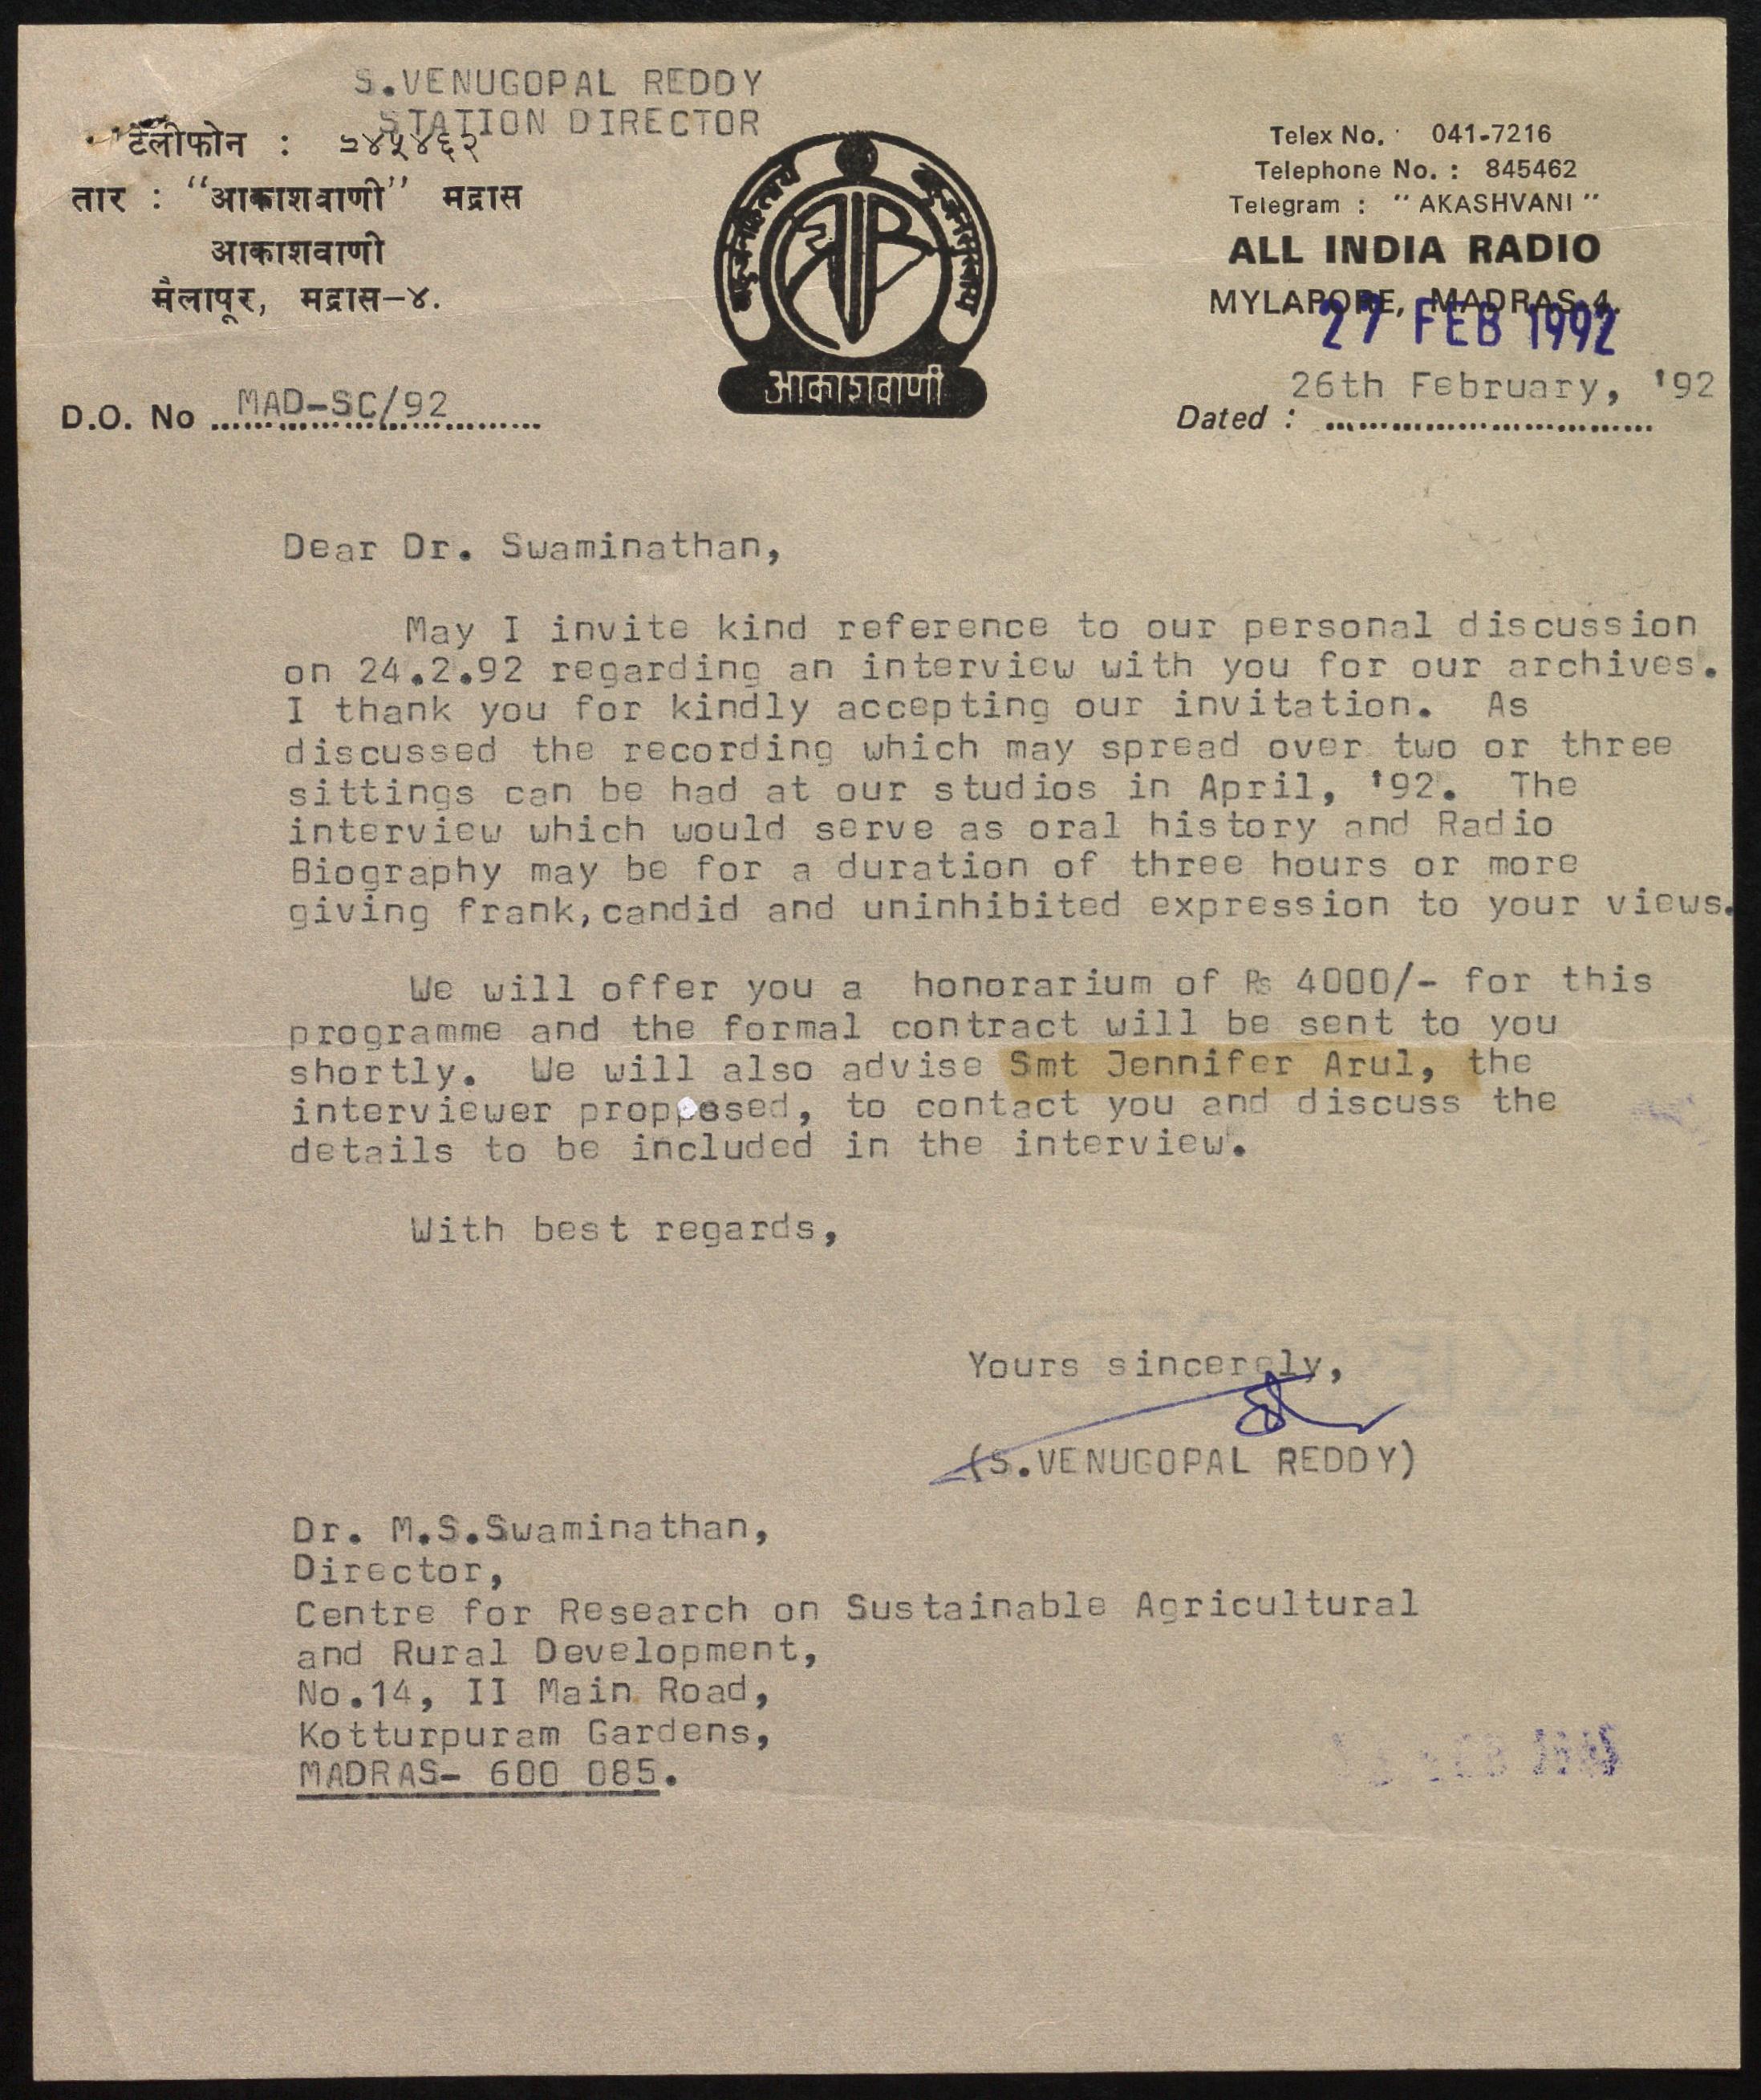 S.VENUGOPAL REDDY
STATION DIRECTOR
टेलीफोन : ८४५४६२
तार : “आकाशवाणी” मद्रास
आकाशवाणी
मैलापूर, मद्रास–४.
D.O. No MAD-SC/92
बहुजनहिताय बहुजनसुखाय
आकाशवाणी
Telex No. 041-7216
Telephone No. : 845462
Telegram : "AKASHVANI"
ALL INDIA RADIO
MYLAPORE, MADRAS-4.
27 FEB 1992
26th February, '92
Dated :
Dear Dr. Swaminathan,
May I invite kind reference to our personal discussion
on 24.2.92 regarding an interview with you for our archives.
I thank you for kindly accepting our invitation. As
discussed the recording which may spread over two or three
sittings can be had at our studios in April, '92. The
interview which would serve as oral history and Radio
Biography may be for a duration of three hours or more
giving frank,candid and uninhibited expression to your views.
We will offer you a honorarium of Rs 4000/- for this
programme and the formal contract will be sent to you
shortly. We will also advise Smt Jennifer Arul, the
interviewer proposed, to contact you and discuss the
details to be included in the interview.
With best regards,
Yours sincerely,
(S.VENUGOPAL REDDY)
Dr. M.S.Swaminathan,
Director,
Centre for Research on Sustainable Agricultural
and Rural Development,
No.14, II Main Road,
Kotturpuram Gardens,
MADRAS- 600 085.